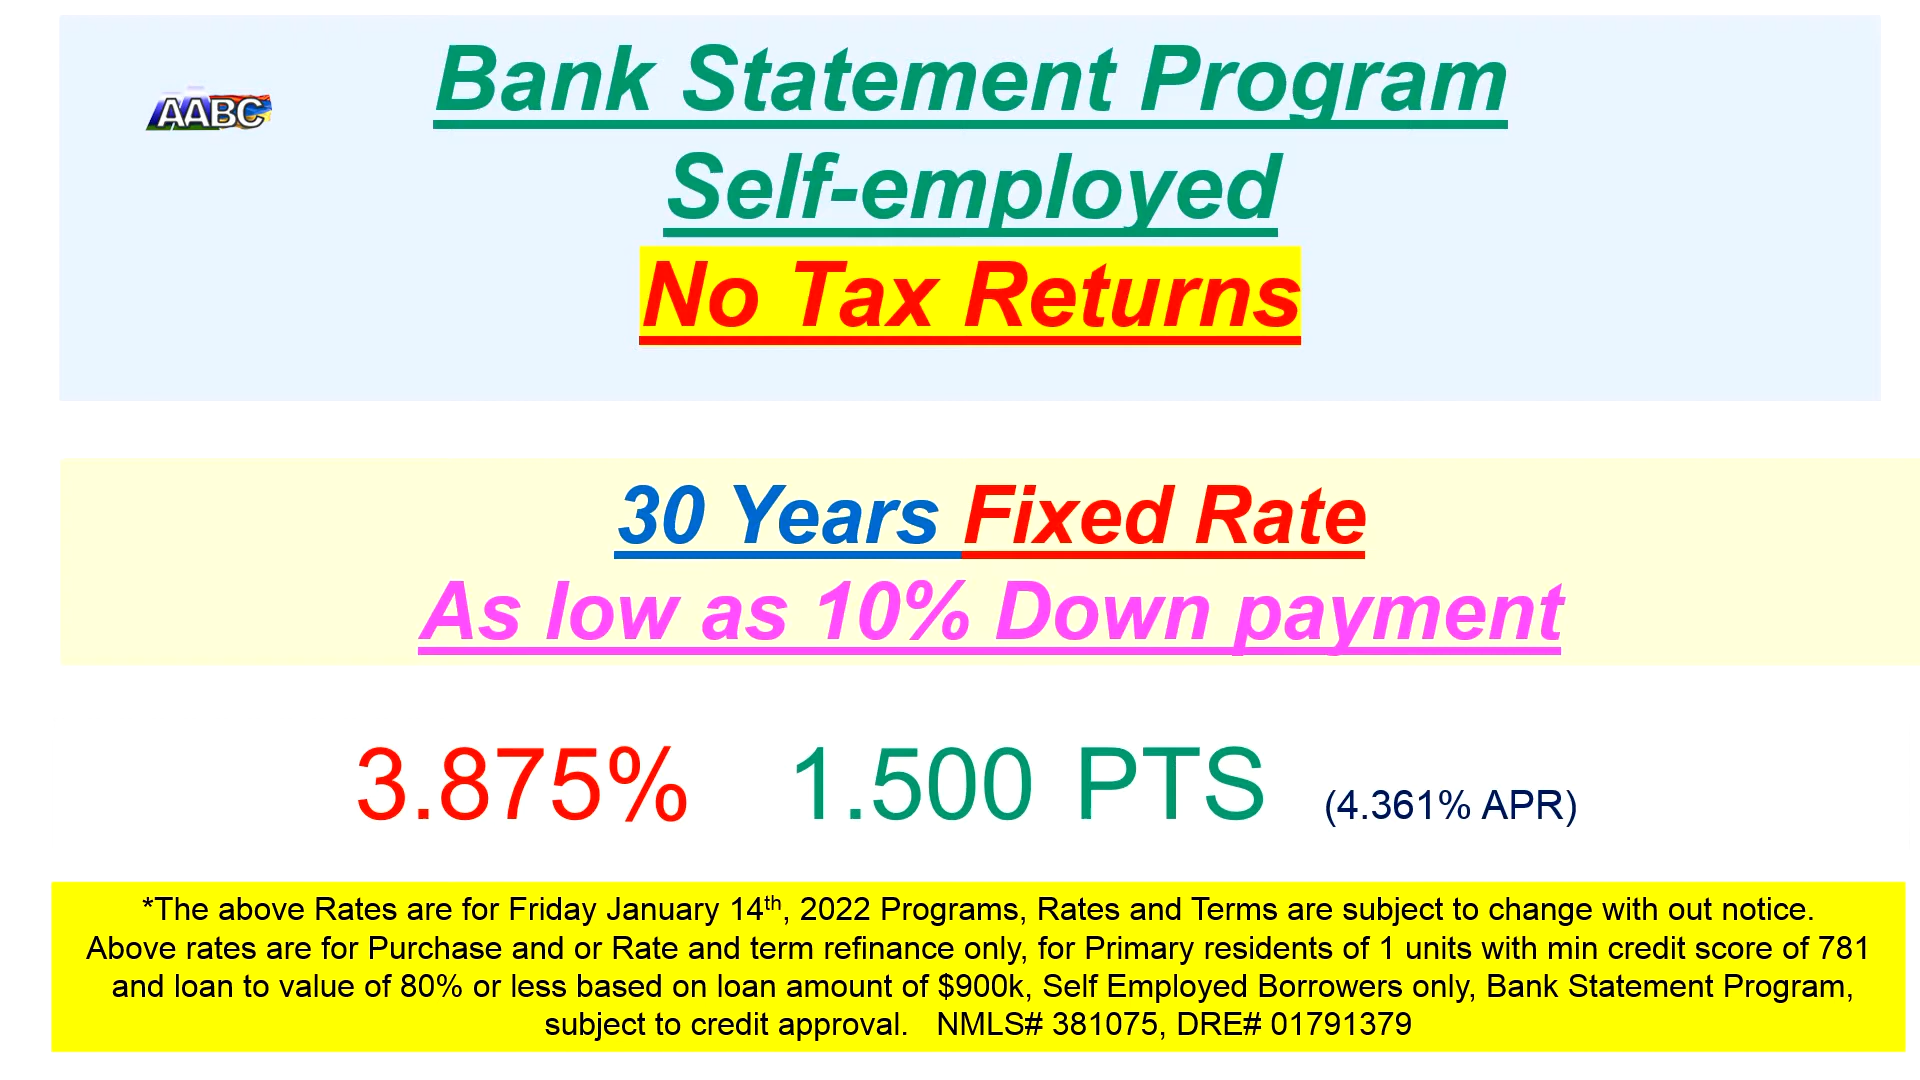 Bank Statement Program
AABC
Self-employed
No Tax Returns
30 Years Fixed Rate
As low as 10% Down payment
3.875% 1.500 PTS (4.361% APR)
*The above Rates are for Friday January 14th, 2022 Programs, Rates and Terms are subject to change with out notice.
Above rates are for Purchase and or Rate and term refinance only, for Primary residents of 1 units with min credit score of 781
and loan to value of 80% or less based on loan amount of $900k, Self Employed Borrowers only, Bank Statement Program,
subject to credit approval. NMLS# 381075, DRE# 01791379